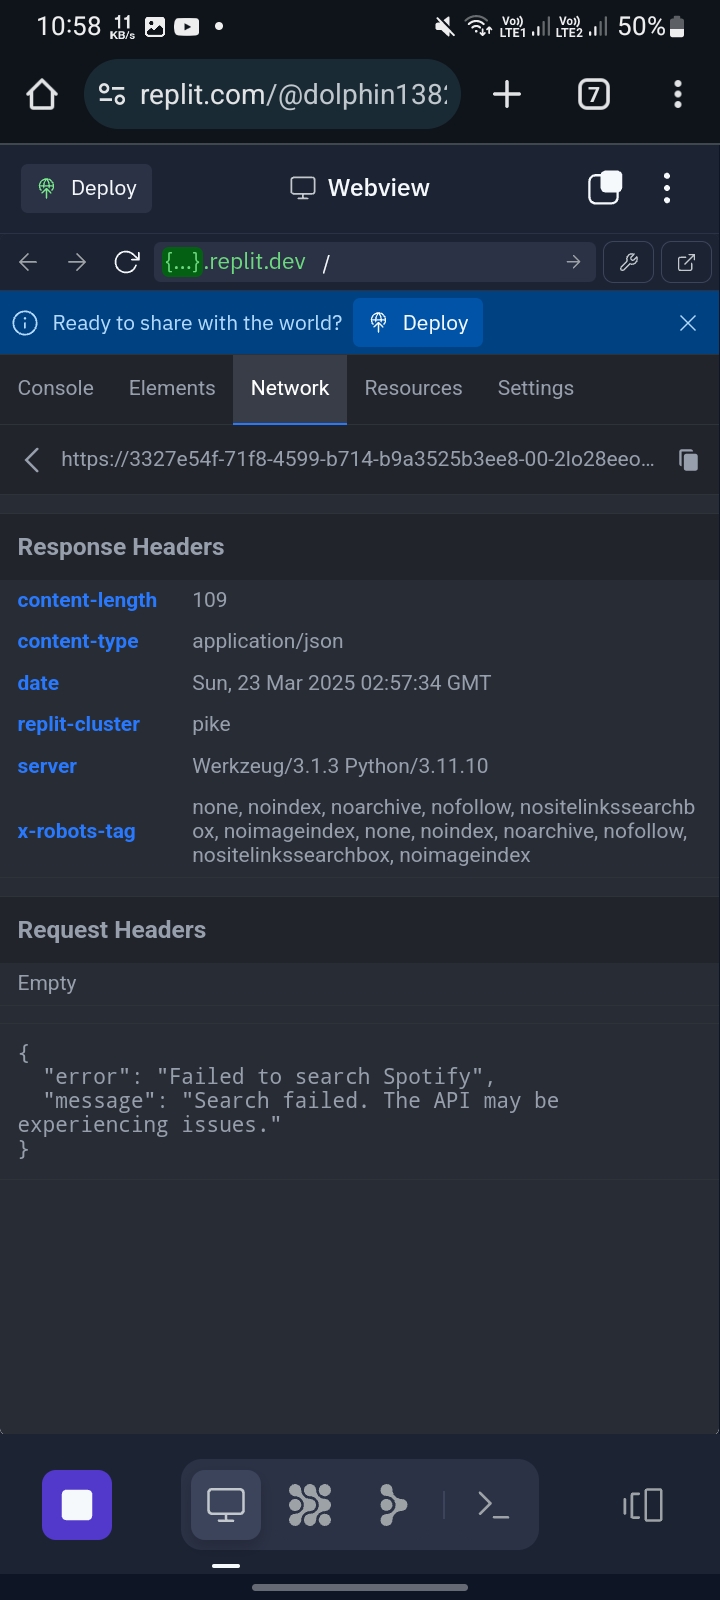 10:58 11 KB/s Vo)) LTE1 Vo)) LTE2 50%
replit.com/@dolphin138 7
Deploy Webview
{...}.replit.dev /
Ready to share with the world? Deploy
Console Elements Network Resources Settings
https://3327e54f-71f8-4599-b714-b9a3525b3ee8-00-2lo28eeo...
Response Headers
content-length 109
content-type application/json
date Sun, 23 Mar 2025 02:57:34 GMT
replit-cluster pike
server Werkzeug/3.1.3 Python/3.11.10
x-robots-tag none, noindex, noarchive, nofollow, nositelinkssearchb
ox, noimageindex, none, noindex, noarchive, nofollow,
nositelinkssearchbox, noimageindex
Request Headers
Empty
{
"error": "Failed to search Spotify",
"message": "Search failed. The API may be
experiencing issues."
}